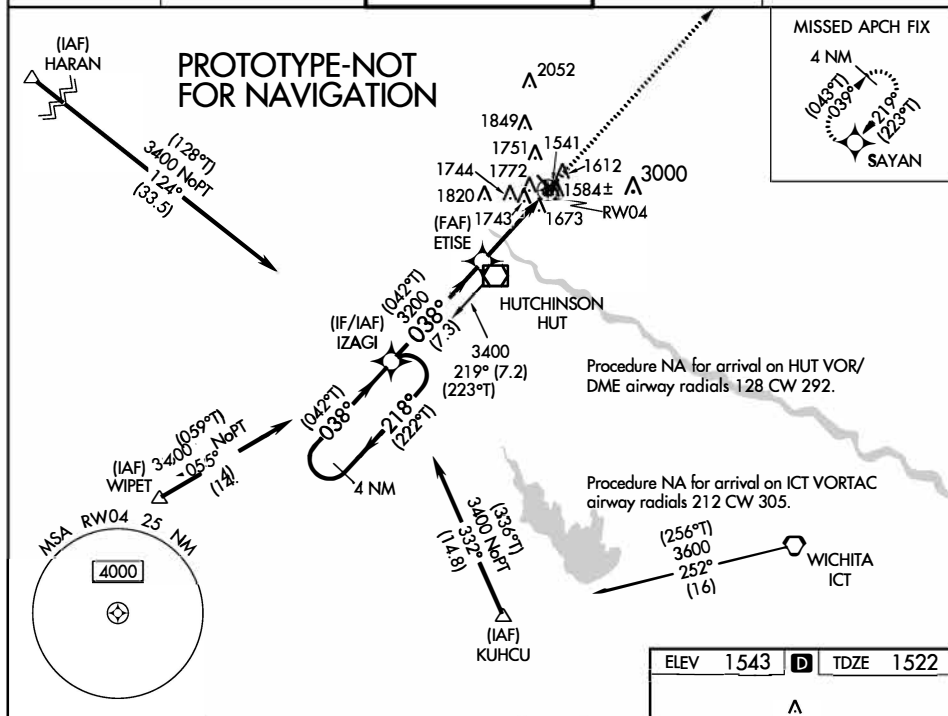 MISSED APCH FIX
4 NM
(043°T)
039°
219°
(223°T)
SAYAN
(IAF)
HARAN
PROTOTYPE-NOT
FOR NAVIGATION
2052
1849
1751
1541
1772
1612
1744
3000
1820
1584±
1743
1673
RW04
(128°T)
3400 NoPT
124°
(33.5)
(FAF)
ETISE
HUTCHINSON
HUT
(042°T)
3200
038°
(7.3)
(IF/IAF)
IZAGI
3400
219° (7.2)
(223°T)
Procedure NA for arrival on HUT VOR/
DME airway radials 128 CW 292.
(042°T)
038°
218°
(222°T)
4 NM
(059°T)
3400 NoPT
055°
(14.
(IAF)
WIPET
Procedure NA for arrival on ICT VORTAC
airway radials 212 CW 305.
(336°T)
3400 NoPT
332°
(14.8)
(256°T)
3600
252°
(16)
WICHITA
ICT
(IAF)
KUHCU
MSA RW04 25 NM
4000
ELEV 1543 D TDZE 1522